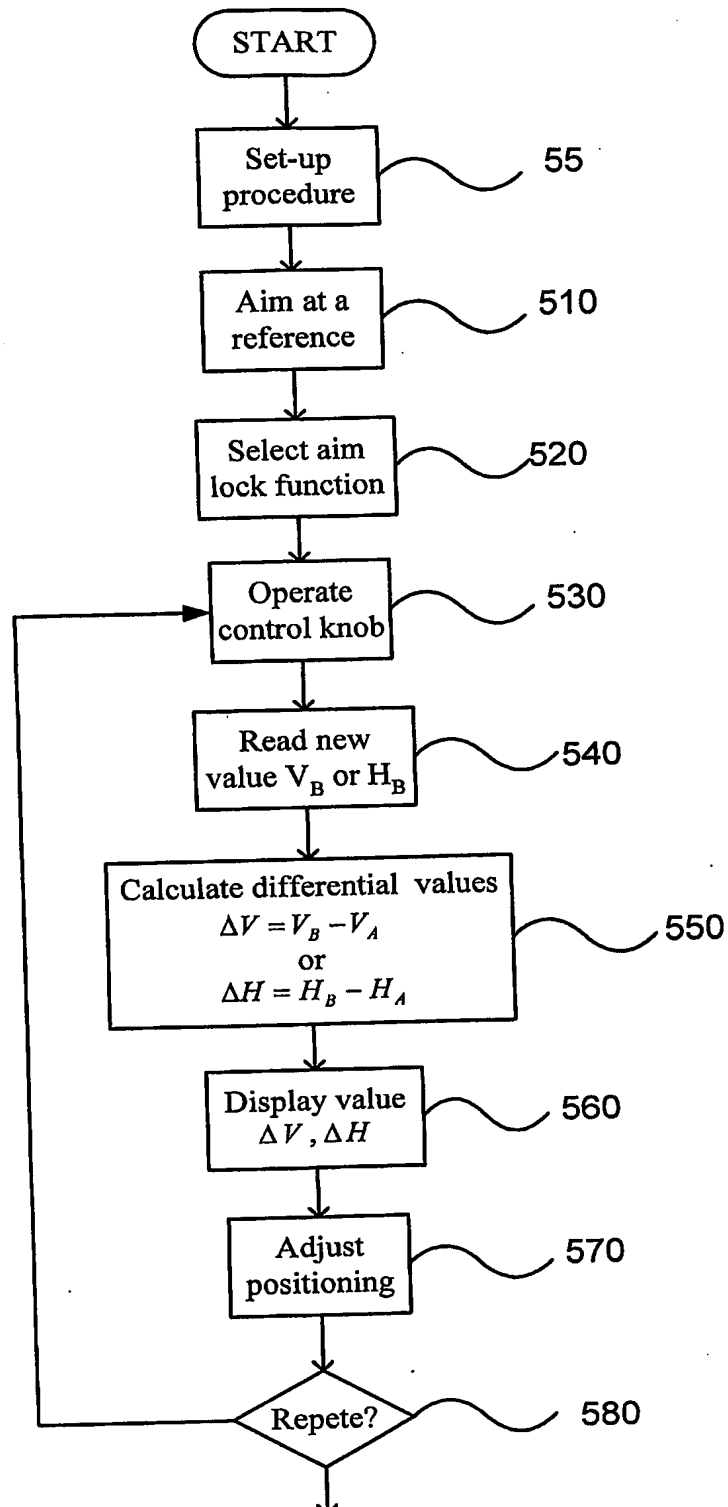 START
Set-up
procedure
55
Aim at a
reference
510
Select aim
lock function
520
Operate
control knob
530
Read new
value V_B or H_B
540
Calculate differential values
ΔV = V_B − V_A
or
ΔH = H_B − H_A
550
Display value
ΔV , ΔH
560
Adjust
positioning
570
Repete?
580